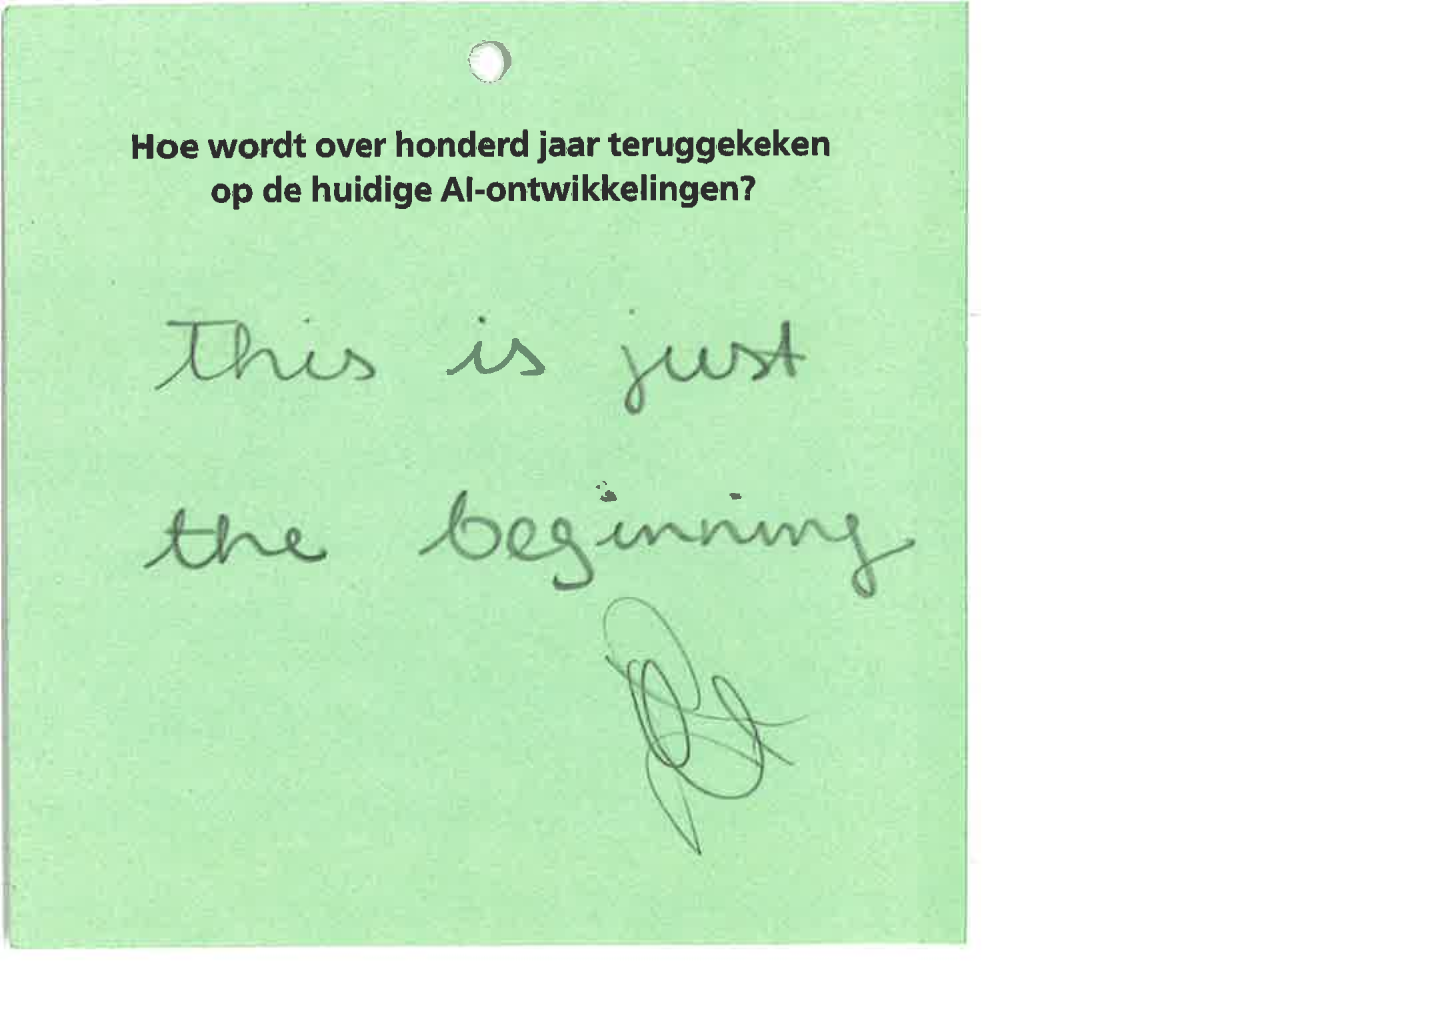 Hoe wordt over honderd jaar teruggekeken
op de huidige AI-ontwikkelingen?
This is just
the beginning